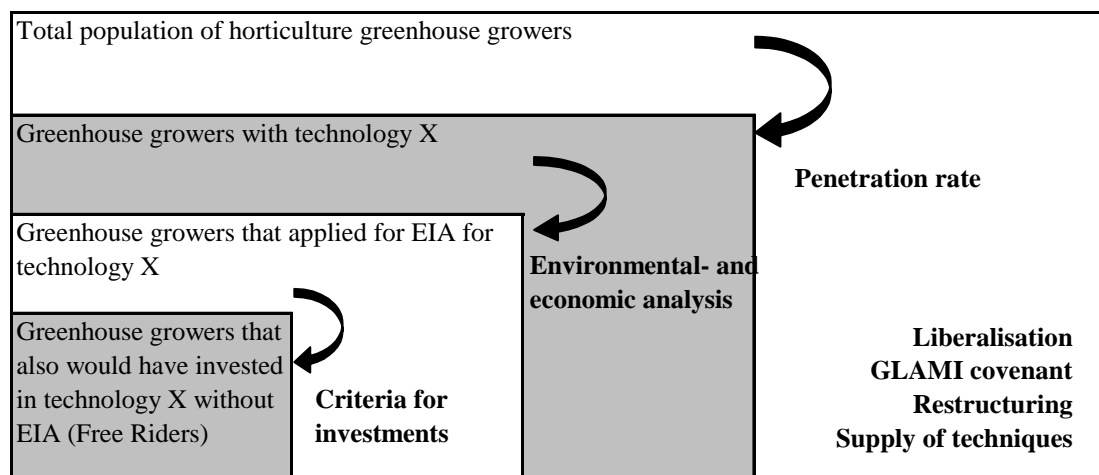 Total population of horticulture greenhouse growers
Greenhouse growers with technology X
Penetration rate
Greenhouse growers that applied for EIA for
technology X
Environmental- and
economic analysis
Greenhouse growers that
also would have invested
in technology X without
EIA (Free Riders)
Criteria for
investments
Liberalisation
GLAMI covenant
Restructuring
Supply of techniques